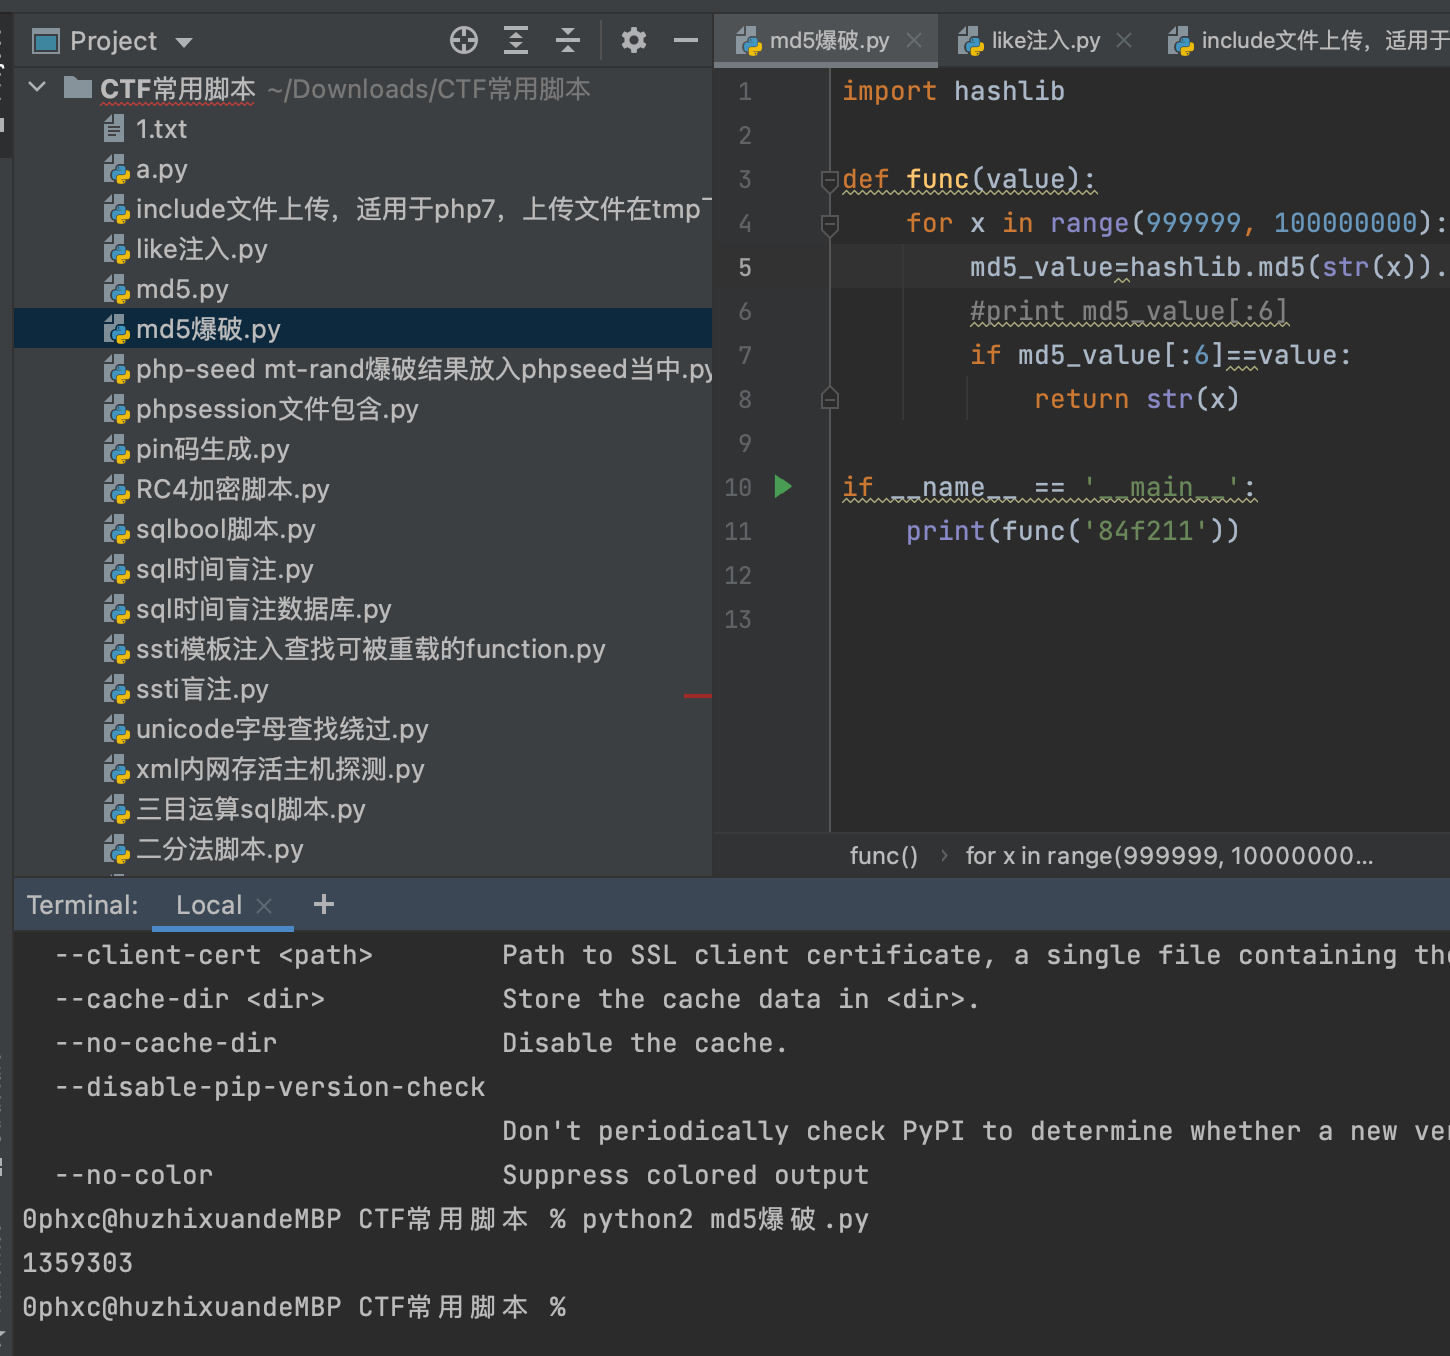 Project
CTF常用脚本 ~/Downloads/CTF常用脚本
1.txt
a.py
include文件上传，适用于php7，上传文件在tmp
like注入.py
md5.py
md5爆破.py
php-seed mt-rand爆破结果放入phpseed当中.py
phpsession文件包含.py
pin码生成.py
RC4加密脚本.py
sqlbool脚本.py
sql时间盲注.py
sql时间盲注数据库.py
ssti模板注入查找可被重载的function.py
ssti盲注.py
unicode字母查找绕过.py
xml内网存活主机探测.py
三目运算sql脚本.py
二分法脚本.py
md5爆破.py like注入.py include文件上传，适用于
1 import hashlib
2
3 def func(value):
4 for x in range(999999, 100000000):
5 md5_value=hashlib.md5(str(x)).
6 #print md5_value[:6]
7 if md5_value[:6]==value:
8 return str(x)
9
10 if __name__ == '__main__':
11 print(func('84f211'))
12
13
func() › for x in range(999999, 10000000...
Terminal: Local +
--client-cert <path> Path to SSL client certificate, a single file containing the
--cache-dir <dir> Store the cache data in <dir>.
--no-cache-dir Disable the cache.
--disable-pip-version-check
Don't periodically check PyPI to determine whether a new ver
--no-color Suppress colored output
0phxc@huzhixuandeMBP CTF常用脚本 % python2 md5爆破.py
1359303
0phxc@huzhixuandeMBP CTF常用脚本 %